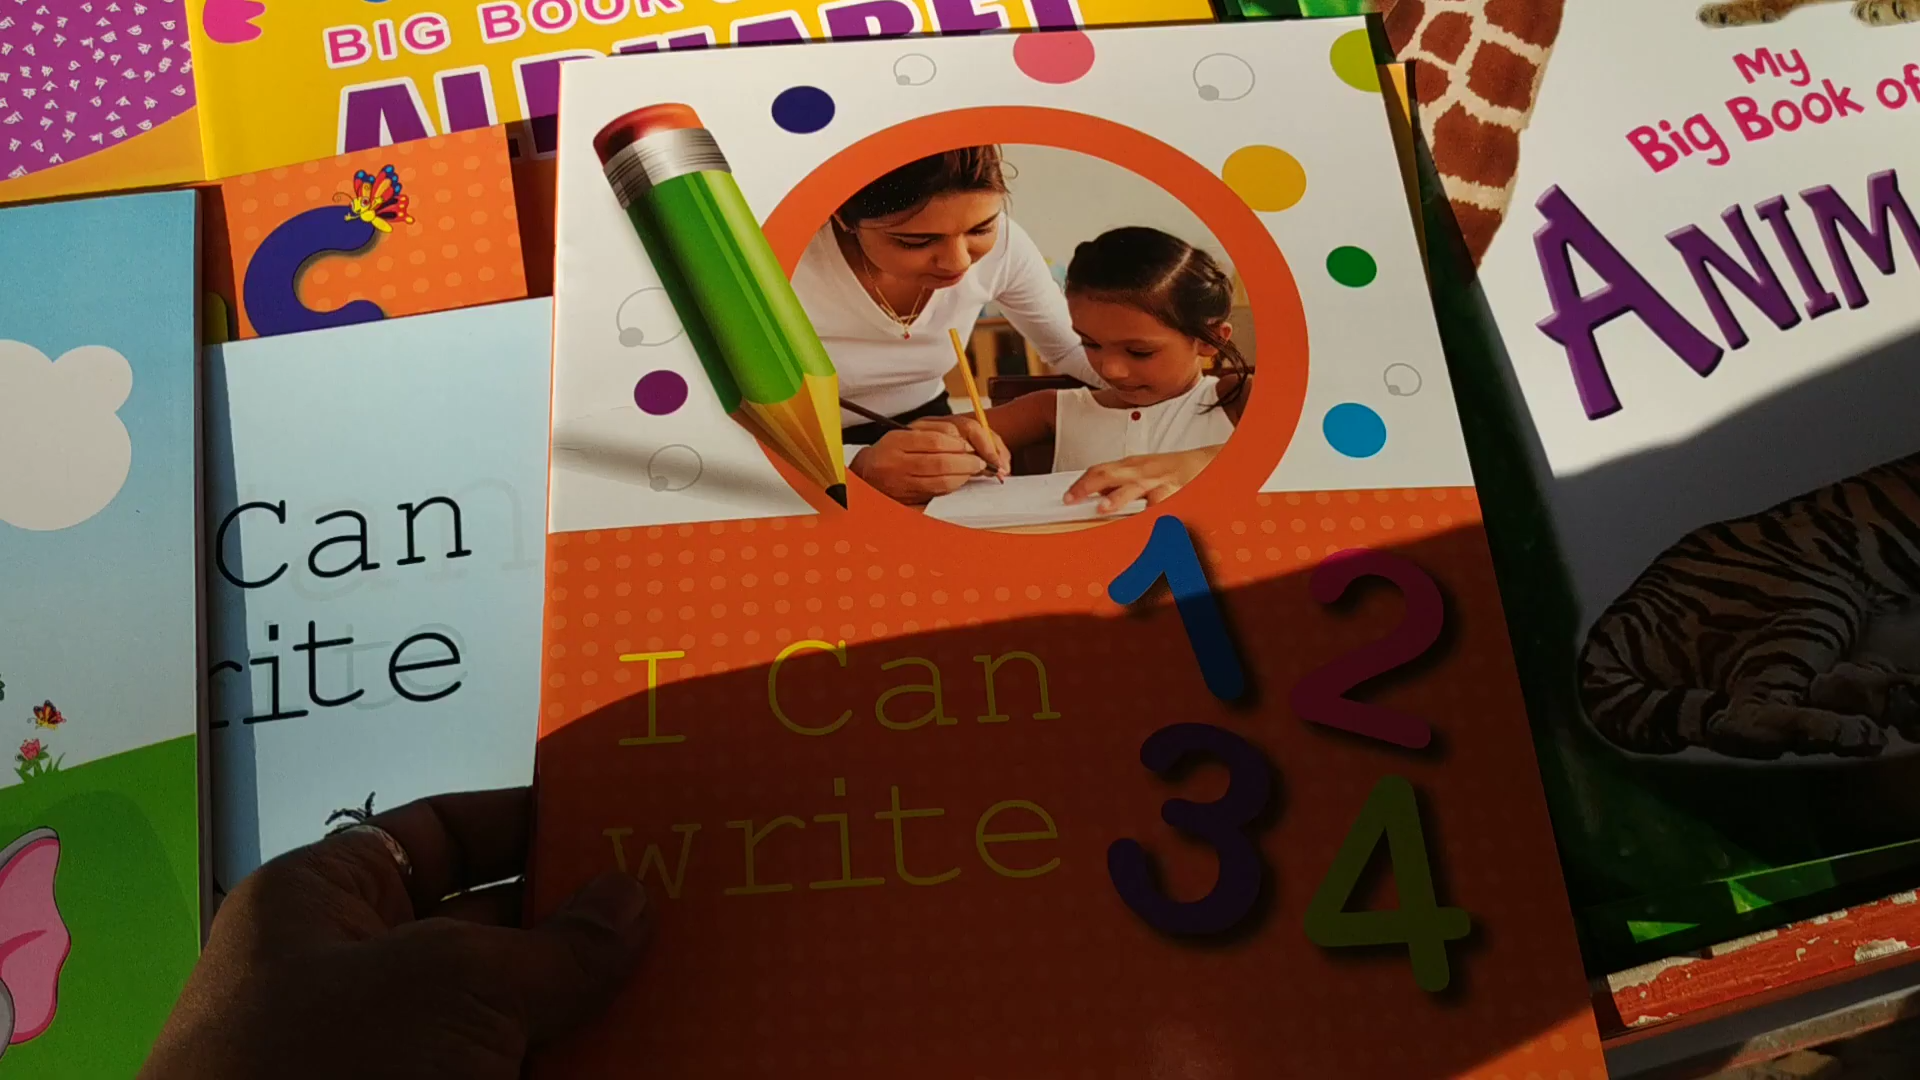 BIG BOOK
ALPHABET
My
Big Book of
ANIM
C
Can
rite
I Can
write
1 2
3 4